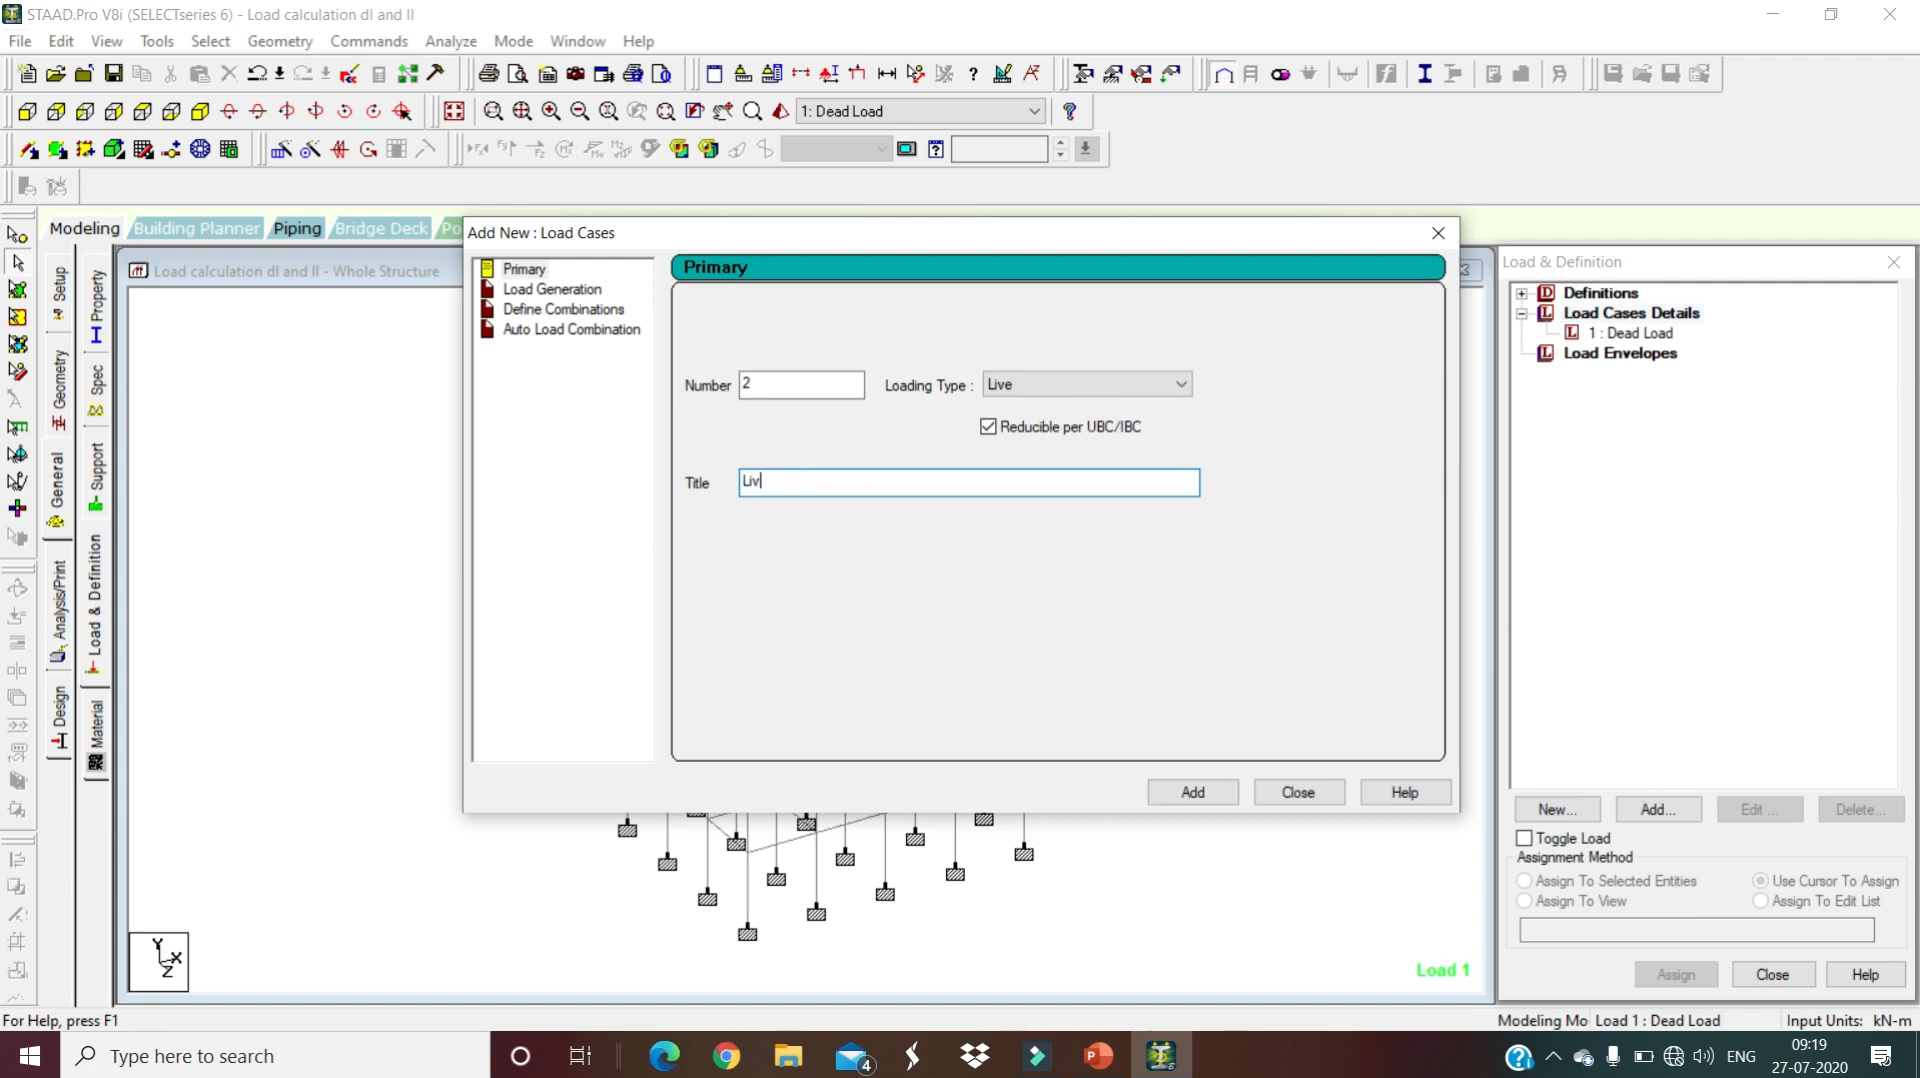 STAAD.Pro V8i (SELECTseries 6) - Load calculation dl and ll
File Edit View Tools Select Geometry Commands Analyze Mode Window Help
1: Dead Load
Modeling Building Planner Piping Bridge Deck Po
Add New : Load Cases
Load calculation dl and ll - Whole Structure
Primary
Load Generation
Define Combinations
Auto Load Combination
Primary
Number 2 Loading Type : Live
Reducible per UBC/IBC
Title Liv
Add Close Help
Setup
Geometry
General
Analysis/Print
Design
Property
Spec
Support
Load & Definition
Material
Load & Definition
Definitions
Load Cases Details
1 : Dead Load
Load Envelopes
New... Add... Edit ... Delete...
Toggle Load
Assignment Method
Assign To Selected Entities Use Cursor To Assign
Assign To View Assign To Edit List
Assign Close Help
Y
X
Z
Load 1
For Help, press F1 Modeling Mo Load 1 : Dead Load Input Units: kN-m
Type here to search 4 ENG 09:19
27-07-2020